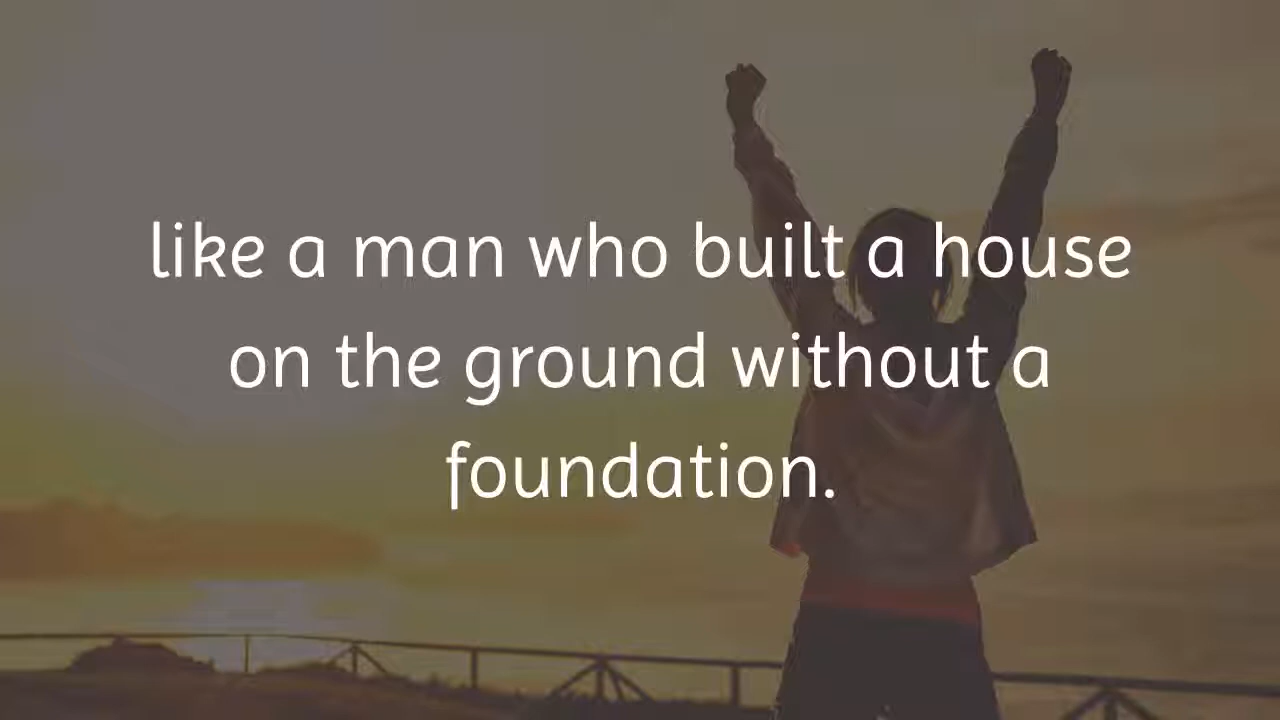 like a man who built a house
on the ground without a
foundation.